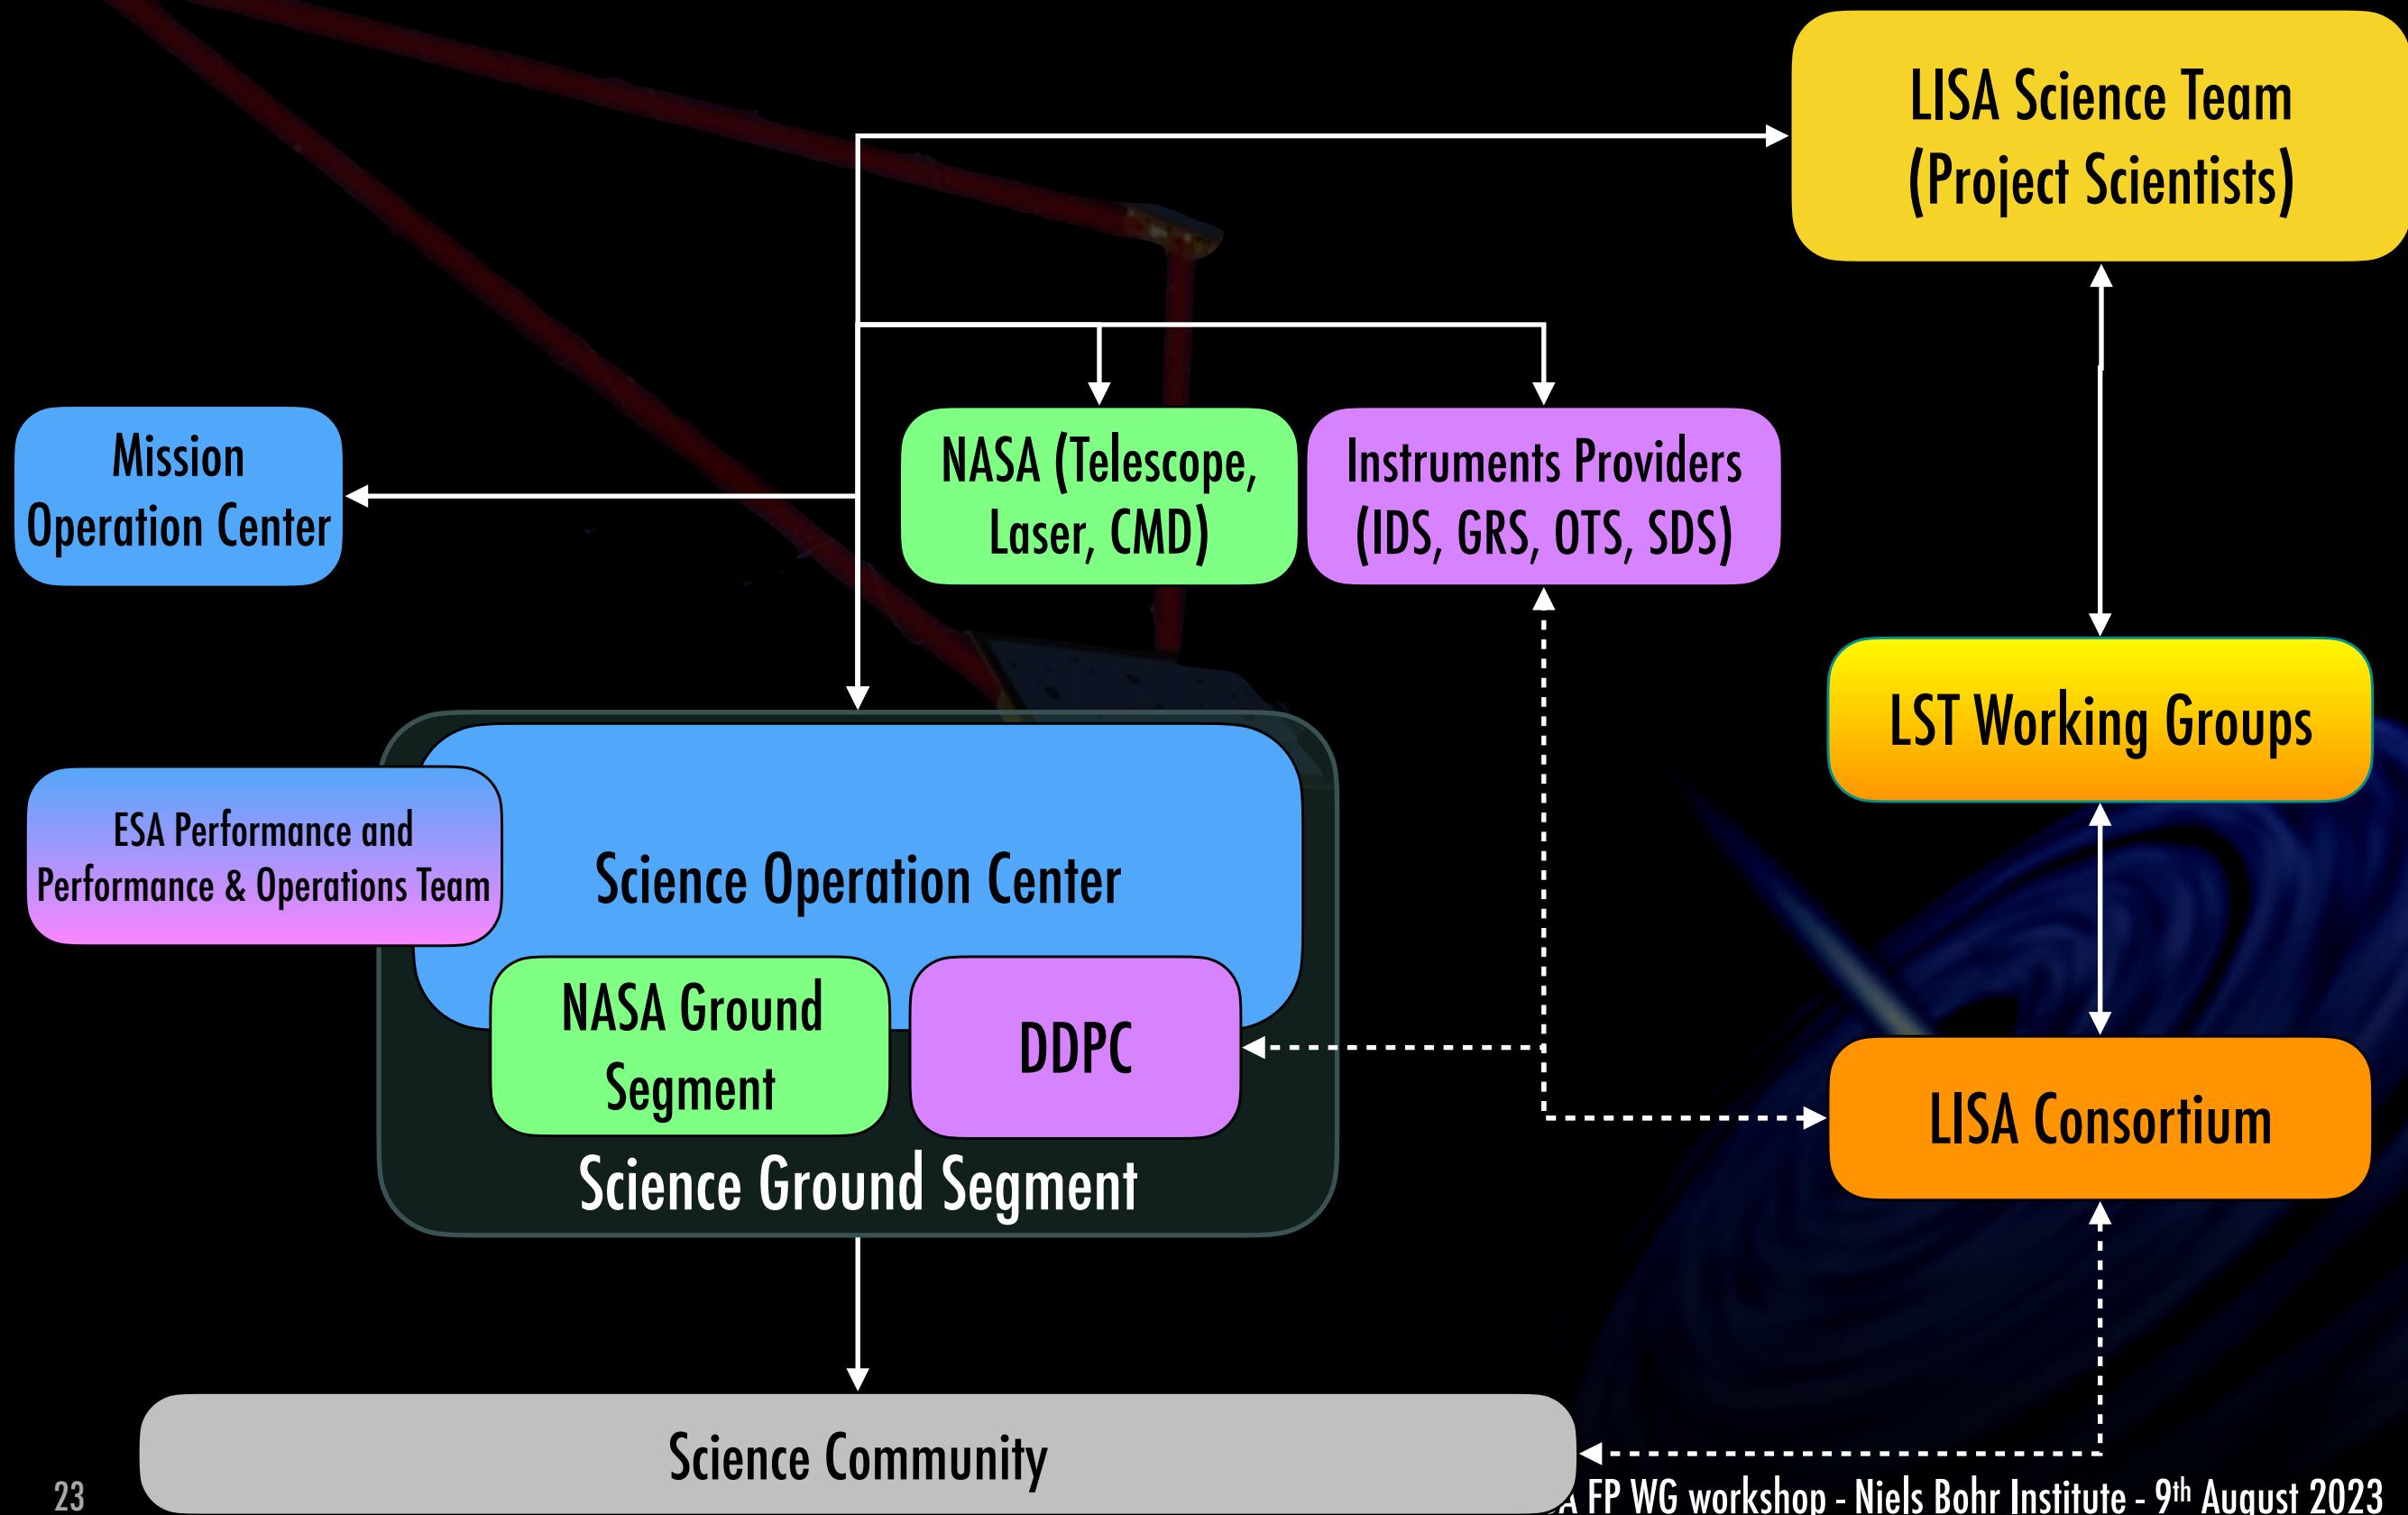 LISA Science Team
(Project Scientists)
Mission
Operation Center
NASA (Telescope,
Laser, CMD)
Instruments Providers
(IDS, GRS, OTS, SDS)
LST Working Groups
ESA Performance and
Performance & Operations Team
Science Operation Center
NASA Ground
Segment
DDPC
LISA Consortium
Science Ground Segment
Science Community
23
FP WG workshop - Niels Bohr Institute - 9th August 2023